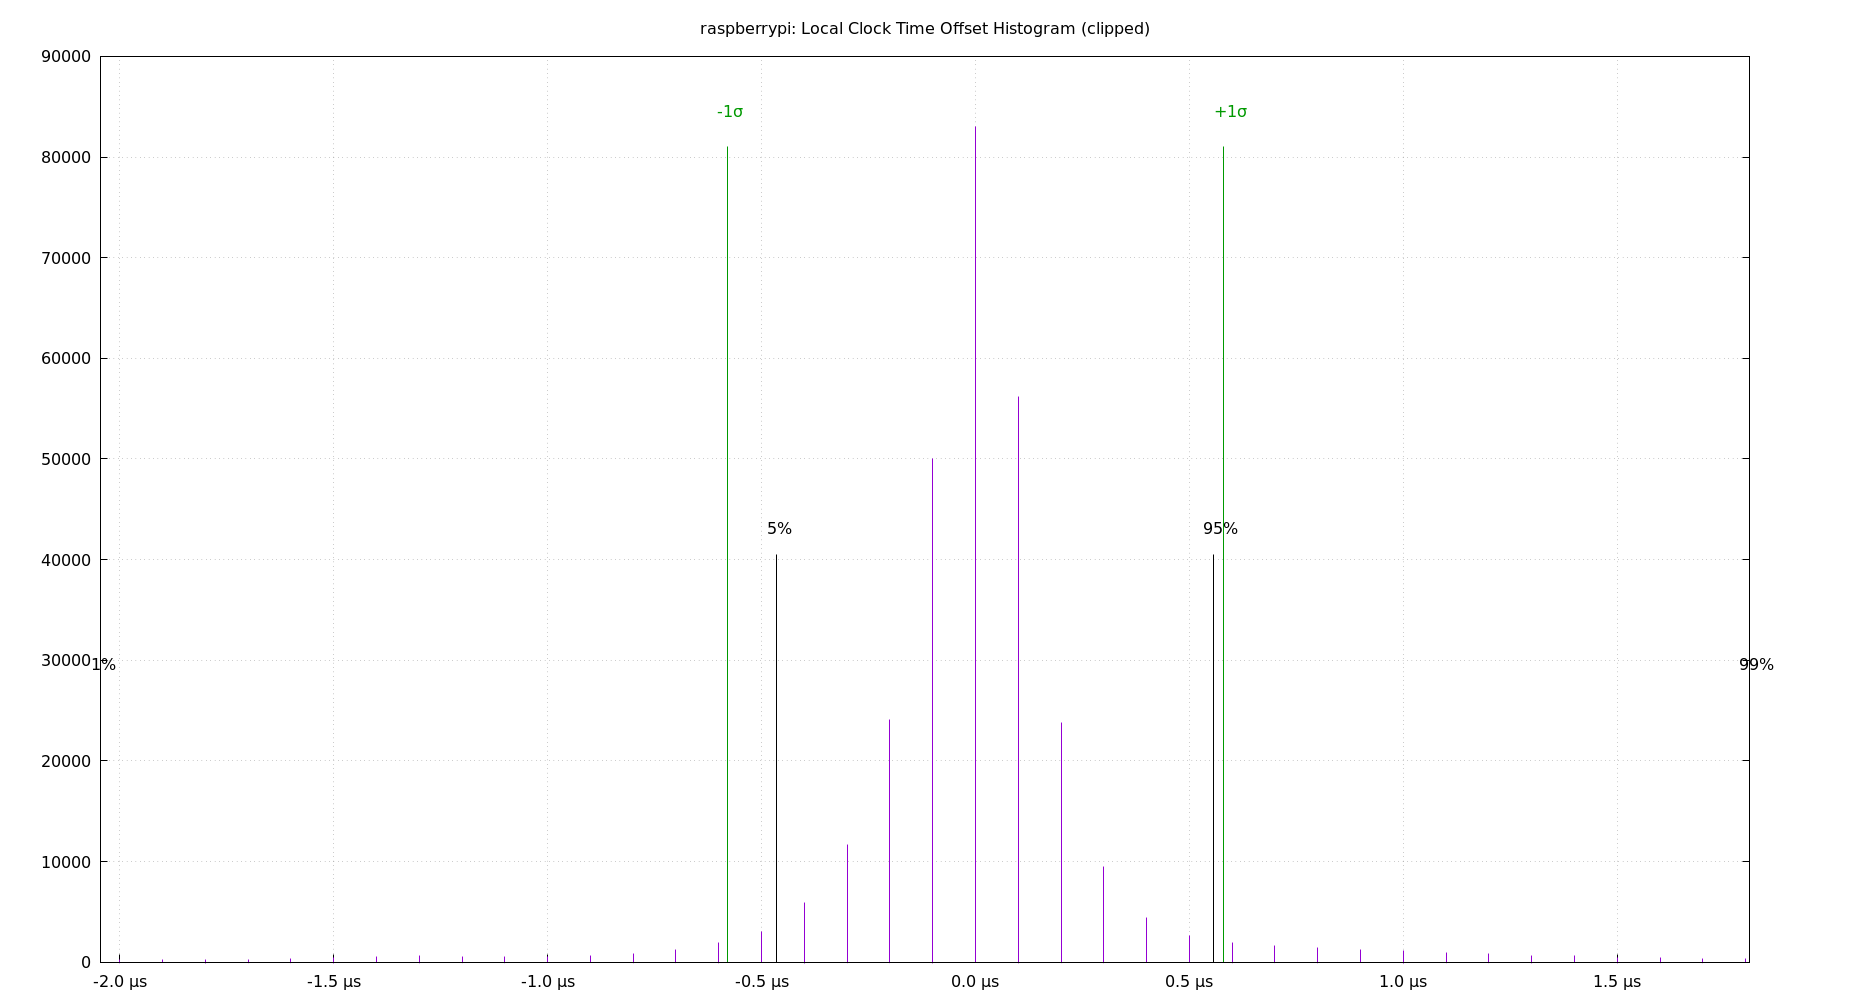 raspberrypi: Local Clock Time Offset Histogram (clipped)
90000
-1σ +1σ
80000
70000
60000
50000
5% 95%
40000
30000 1% 99%
20000
10000
0
-2.0 µs -1.5 µs -1.0 µs -0.5 µs 0.0 µs 0.5 µs 1.0 µs 1.5 µs